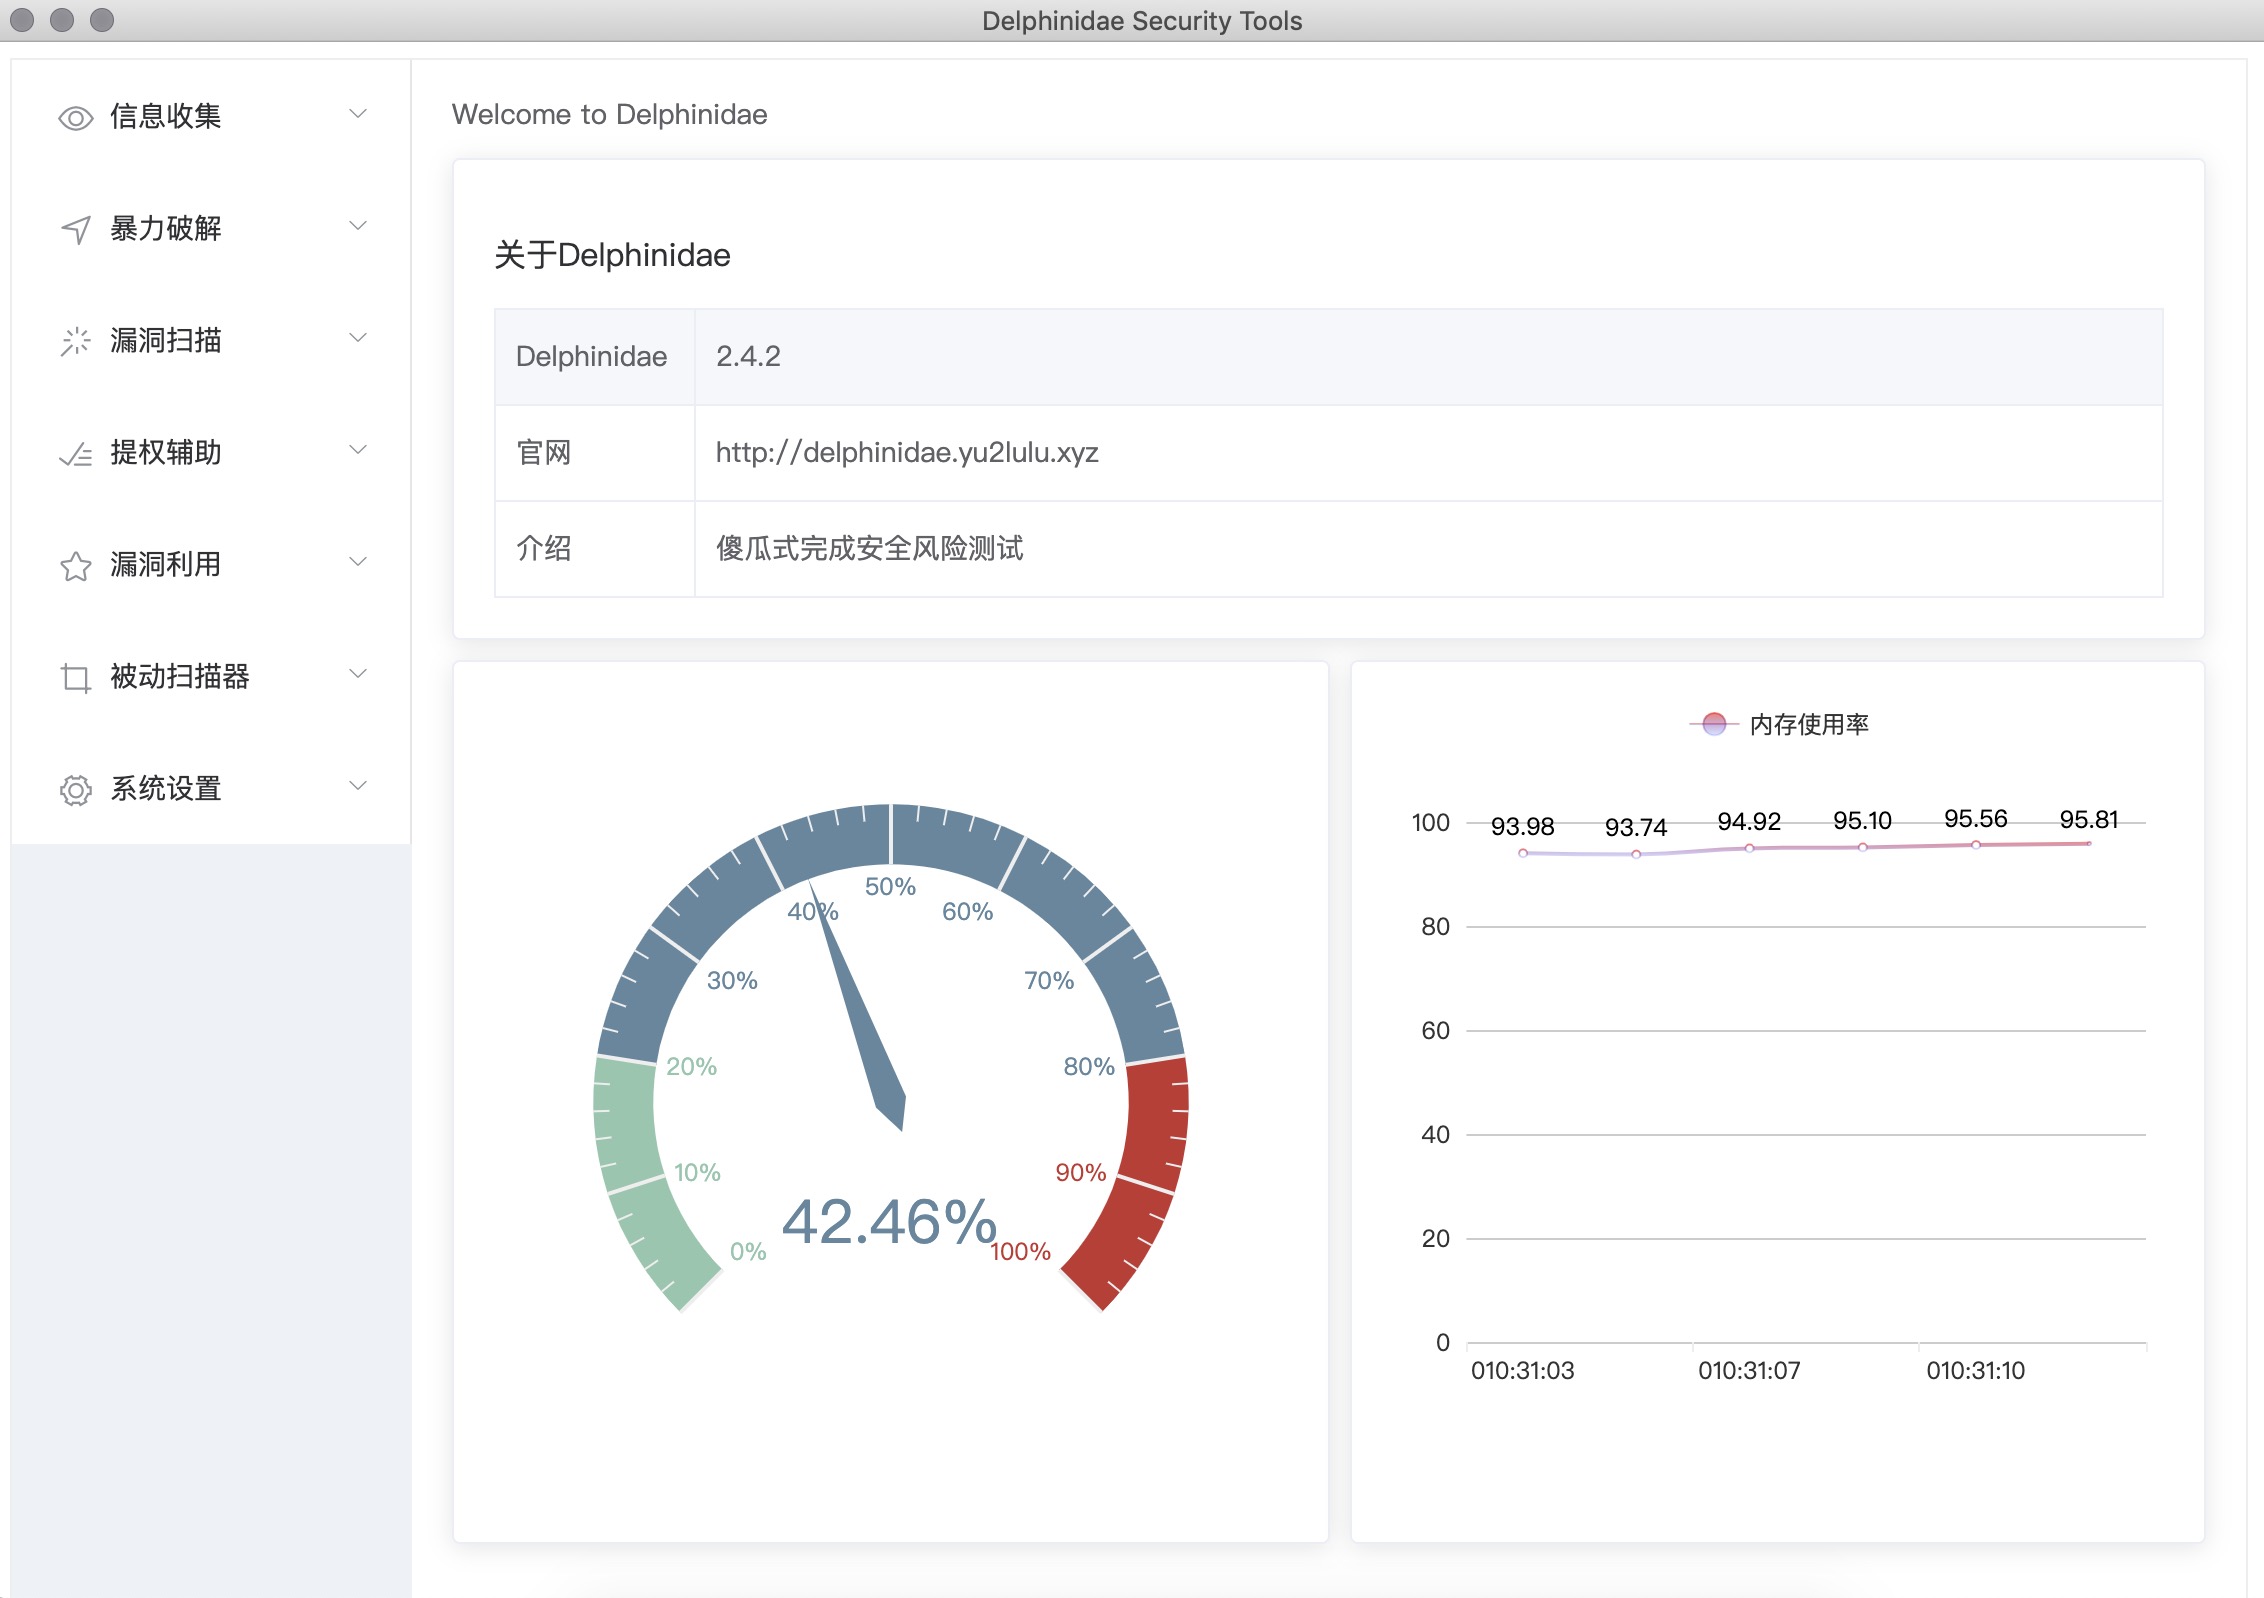 Delphinidae Security Tools
信息收集
暴力破解
漏洞扫描
提权辅助
漏洞利用
被动扫描器
系统设置
Welcome to Delphinidae
关于Delphinidae
Delphinidae 2.4.2
官网 http://delphinidae.yu2lulu.xyz
介绍 傻瓜式完成安全风险测试
50%
40% 60%
30% 70%
20% 80%
10% 90%
42.46%
0% 100%
内存使用率
100 93.98 93.74 94.92 95.10 95.56 95.81
80
60
40
20
0
010:31:03 010:31:07 010:31:10